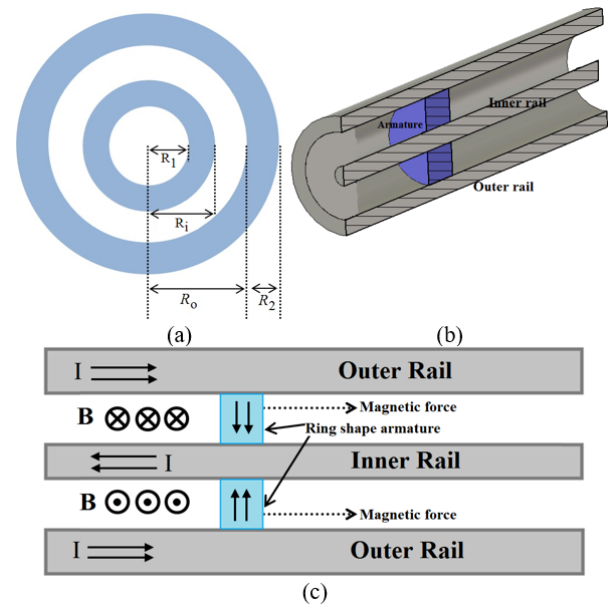 R1
Ri
Ro
R2
(a)
Armature
Inner rail
Outer rail
(b)
I
Outer Rail
B
Magnetic force
Ring shape armature
I
Inner Rail
B
Magnetic force
I
Outer Rail
(c)